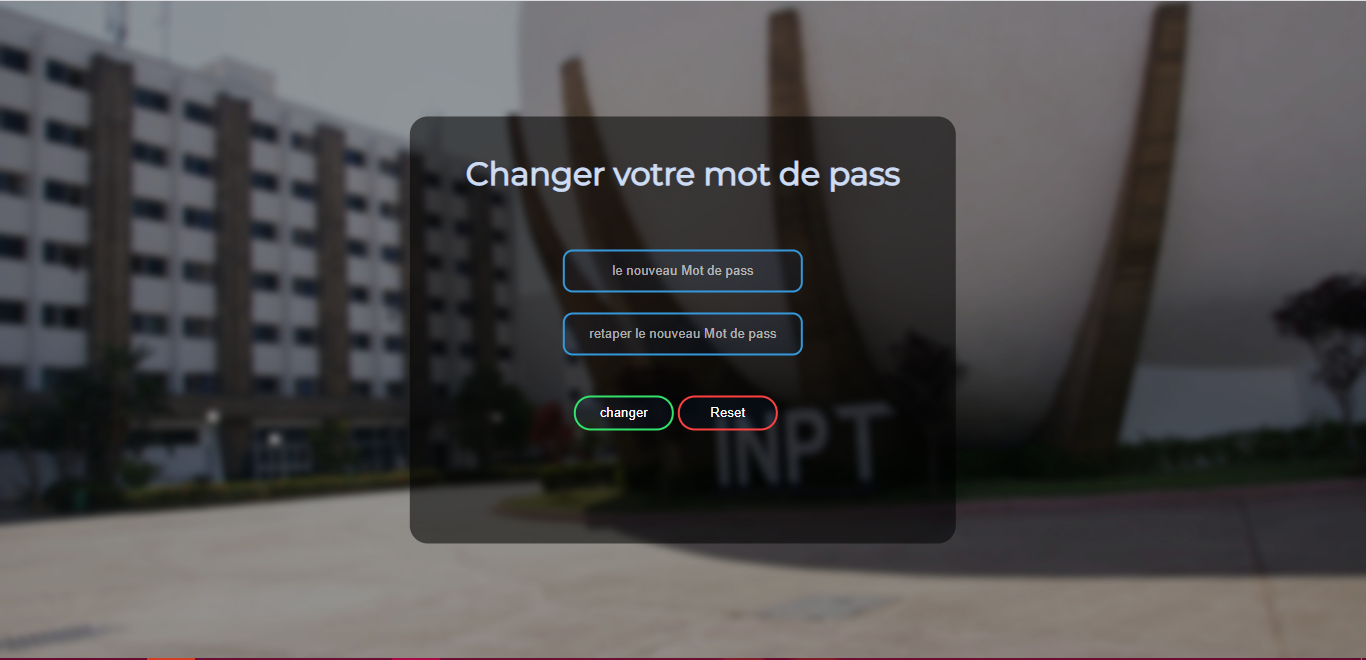 Changer votre mot de pass
le nouveau Mot de pass
retaper le nouveau Mot de pass
changer Reset
INPT